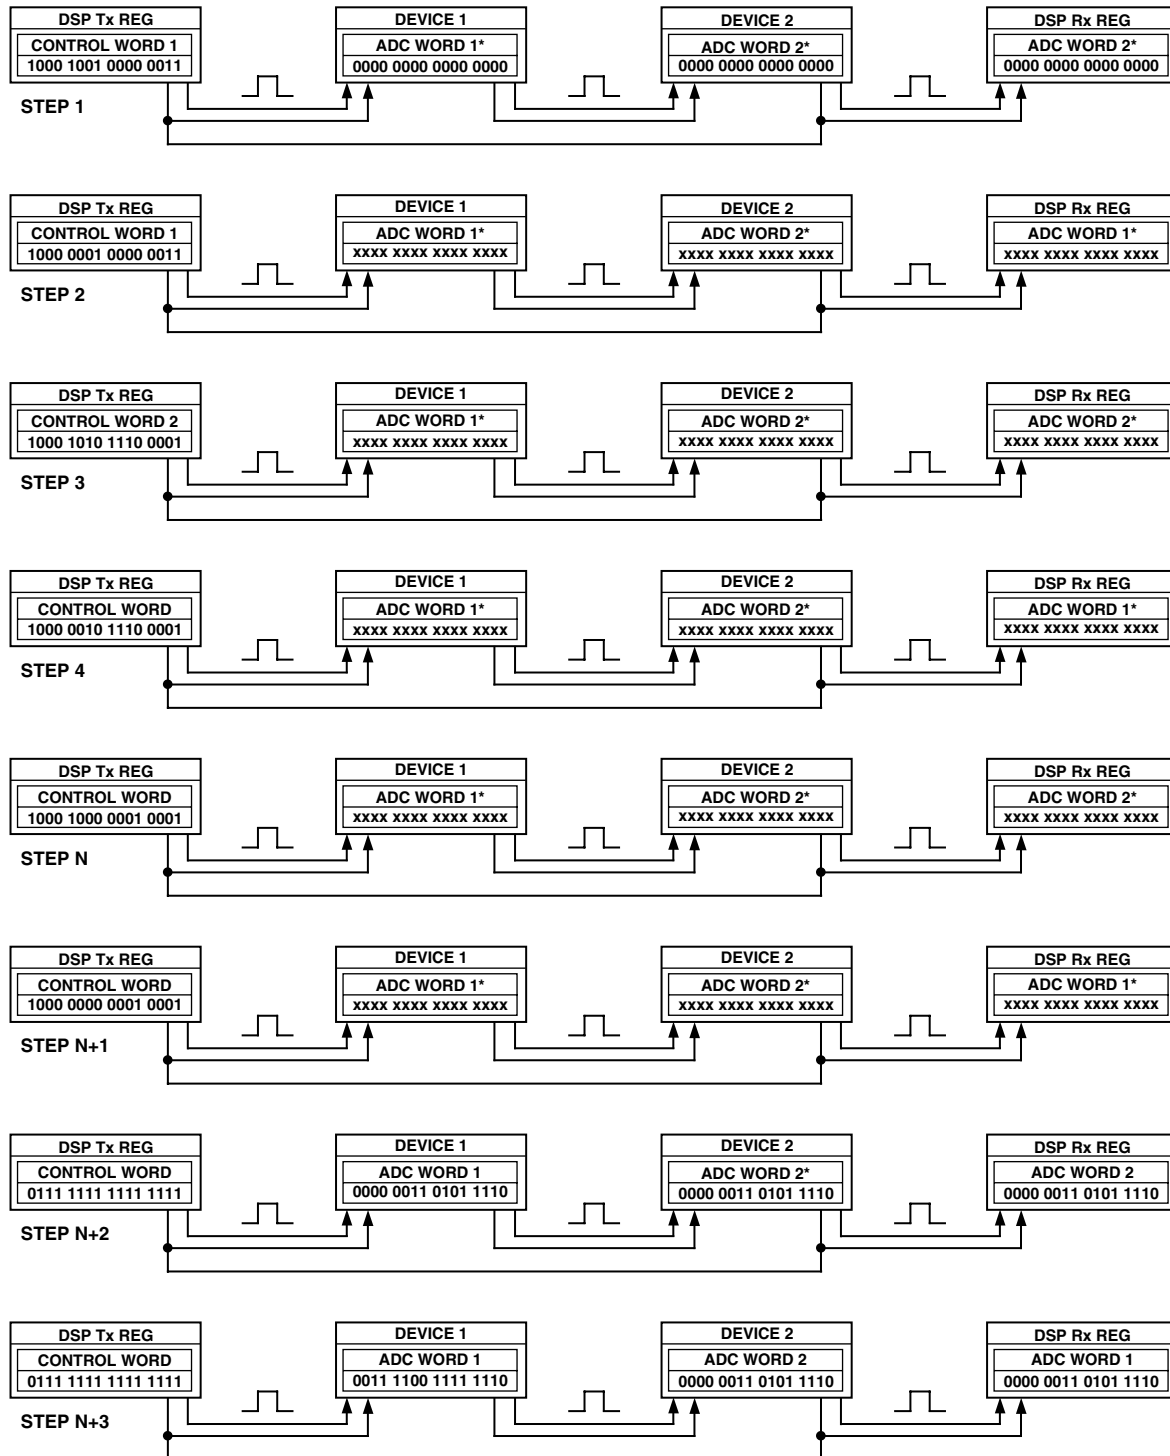 DSP Tx REG DEVICE 1 DEVICE 2 DSP Rx REG
CONTROL WORD 1 ADC WORD 1* ADC WORD 2* ADC WORD 2*
1000 1001 0000 0011 0000 0000 0000 0000 0000 0000 0000 0000 0000 0000 0000 0000
STEP 1
DSP Tx REG DEVICE 1 DEVICE 2 DSP Rx REG
CONTROL WORD 1 ADC WORD 1* ADC WORD 2* ADC WORD 1*
1000 0001 0000 0011 xxxx xxxx xxxx xxxx xxxx xxxx xxxx xxxx xxxx xxxx xxxx xxxx
STEP 2
DSP Tx REG DEVICE 1 DEVICE 2 DSP Rx REG
CONTROL WORD 2 ADC WORD 1* ADC WORD 2* ADC WORD 2*
1000 1010 1110 0001 xxxx xxxx xxxx xxxx xxxx xxxx xxxx xxxx xxxx xxxx xxxx xxxx
STEP 3
DSP Tx REG DEVICE 1 DEVICE 2 DSP Rx REG
CONTROL WORD ADC WORD 1* ADC WORD 2* ADC WORD 1*
1000 0010 1110 0001 xxxx xxxx xxxx xxxx xxxx xxxx xxxx xxxx xxxx xxxx xxxx xxxx
STEP 4
DSP Tx REG DEVICE 1 DEVICE 2 DSP Rx REG
CONTROL WORD ADC WORD 1* ADC WORD 2* ADC WORD 2*
1000 1000 0001 0001 xxxx xxxx xxxx xxxx xxxx xxxx xxxx xxxx xxxx xxxx xxxx xxxx
STEP N
DSP Tx REG DEVICE 1 DEVICE 2 DSP Rx REG
CONTROL WORD ADC WORD 1* ADC WORD 2* ADC WORD 1*
1000 0000 0001 0001 xxxx xxxx xxxx xxxx xxxx xxxx xxxx xxxx xxxx xxxx xxxx xxxx
STEP N+1
DSP Tx REG DEVICE 1 DEVICE 2 DSP Rx REG
CONTROL WORD ADC WORD 1 ADC WORD 2* ADC WORD 2
0111 1111 1111 1111 0000 0011 0101 1110 0000 0011 0101 1110 0000 0011 0101 1110
STEP N+2
DSP Tx REG DEVICE 1 DEVICE 2 DSP Rx REG
CONTROL WORD ADC WORD 1 ADC WORD 2 ADC WORD 1
0111 1111 1111 1111 0011 1100 1111 1110 0000 0011 0101 1110 0000 0011 0101 1110
STEP N+3